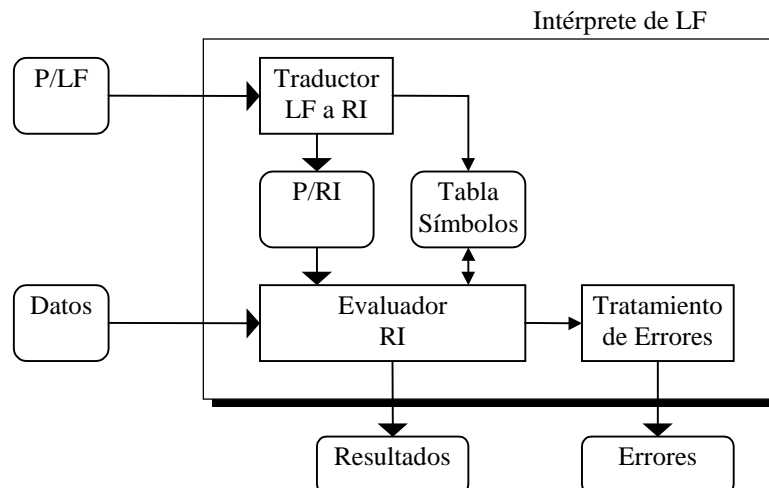 Intérprete de LF
P/LF
Traductor
LF a RI
P/RI
Tabla
Símbolos
Datos
Evaluador
RI
Tratamiento
de Errores
Resultados
Errores